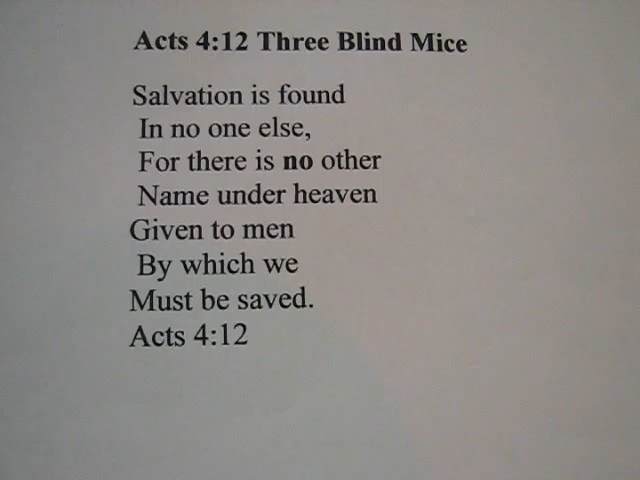 Acts 4:12 Three Blind Mice
Salvation is found
In no one else,
For there is no other
Name under heaven
Given to men
By which we
Must be saved.
Acts 4:12